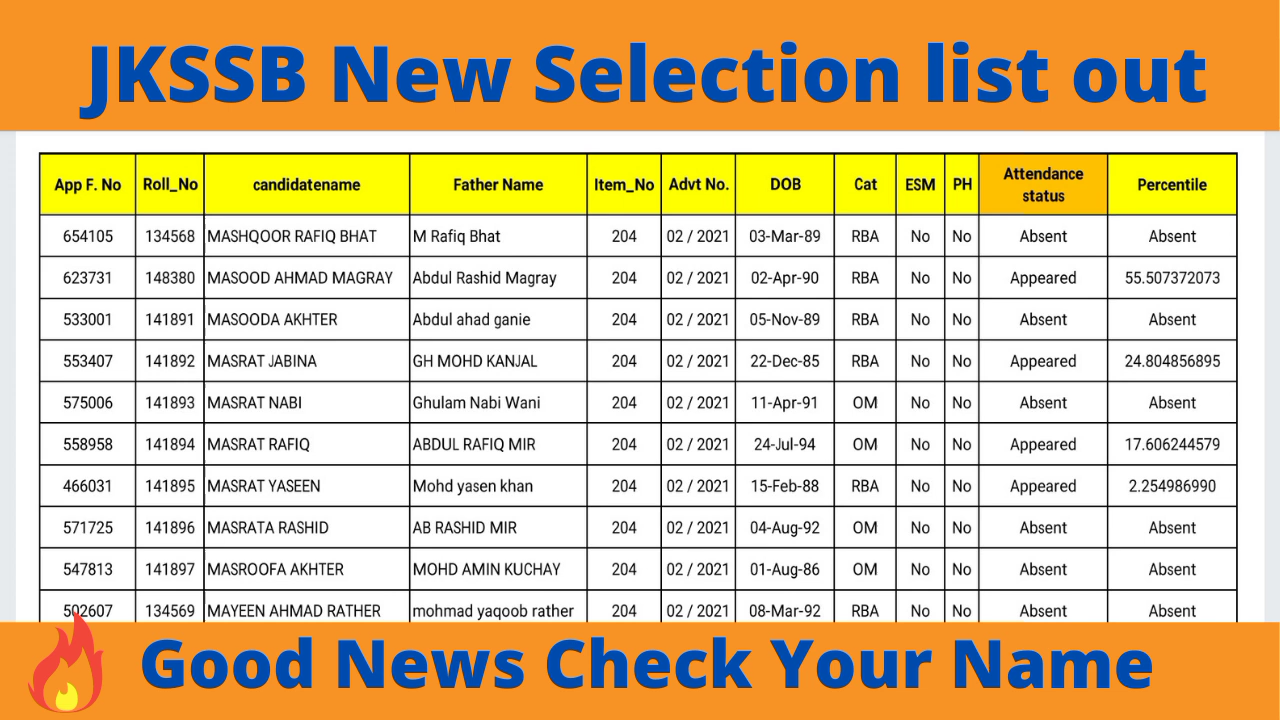 JKSSB New Selection list out
App F. No Roll_No candidatename Father Name Item_No Advt No. DOB Cat ESM PH Attendance status Percentile
654105 134568 MASHQOOR RAFIQ BHAT M Rafiq Bhat 204 02 / 2021 03-Mar-89 RBA No No Absent Absent
623731 148380 MASOOD AHMAD MAGRAY Abdul Rashid Magray 204 02 / 2021 02-Apr-90 RBA No No Appeared 55.507372073
533001 141891 MASOODA AKHTER Abdul ahad ganie 204 02 / 2021 05-Nov-89 RBA No No Absent Absent
553407 141892 MASRAT JABINA GH MOHD KANJAL 204 02 / 2021 22-Dec-85 RBA No No Appeared 24.804856895
575006 141893 MASRAT NABI Ghulam Nabi Wani 204 02 / 2021 11-Apr-91 OM No No Absent Absent
558958 141894 MASRAT RAFIQ ABDUL RAFIQ MIR 204 02 / 2021 24-Jul-94 OM No No Appeared 17.606244579
466031 141895 MASRAT YASEEN Mohd yasen khan 204 02 / 2021 15-Feb-88 RBA No No Appeared 2.254986990
571725 141896 MASRATA RASHID AB RASHID MIR 204 02 / 2021 04-Aug-92 OM No No Absent Absent
547813 141897 MASROOFA AKHTER MOHD AMIN KUCHAY 204 02 / 2021 01-Aug-86 OM No No Absent Absent
502607 134569 MAYEEN AHMAD RATHER mohmad yaqoob rather 204 02 / 2021 08-Mar-92 RBA No No Absent Absent
Good News Check Your Name